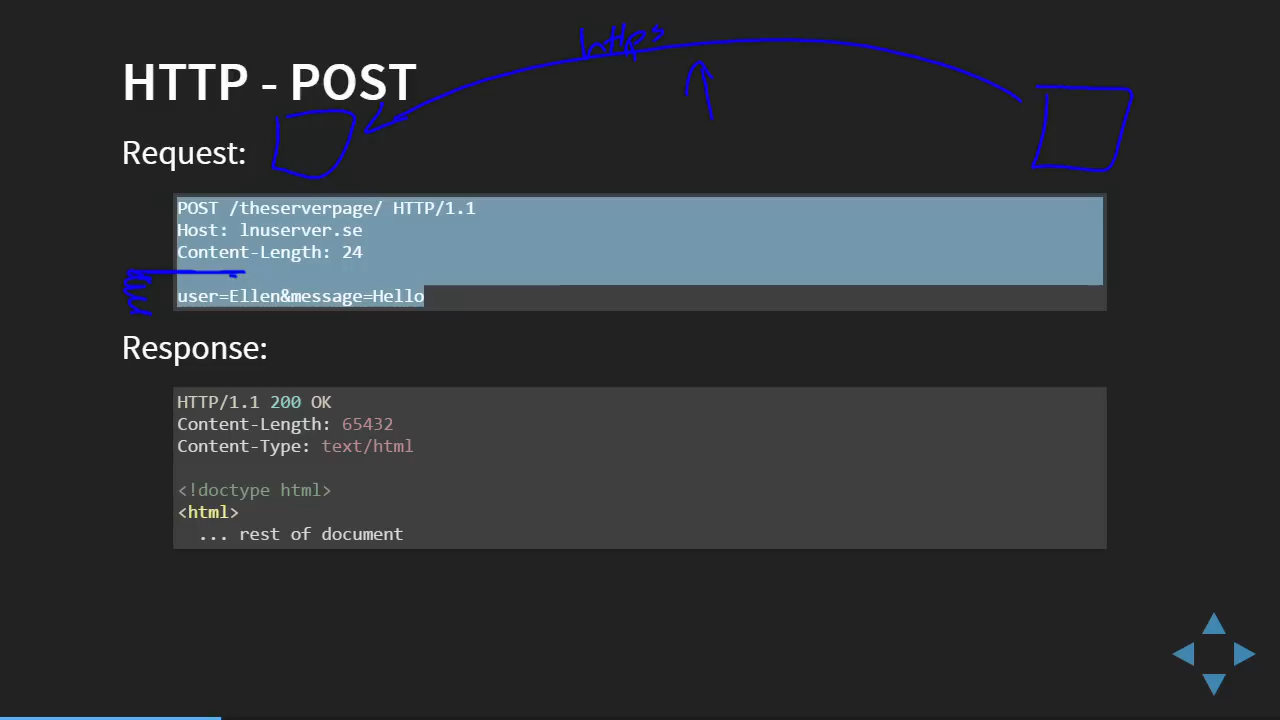 https
HTTP - POST
Request:
POST /theserverpage/ HTTP/1.1
Host: lnuserver.se
Content-Length: 24
user=Ellen&message=Hello
Response:
HTTP/1.1 200 OK
Content-Length: 65432
Content-Type: text/html
<!doctype html>
<html>
... rest of document